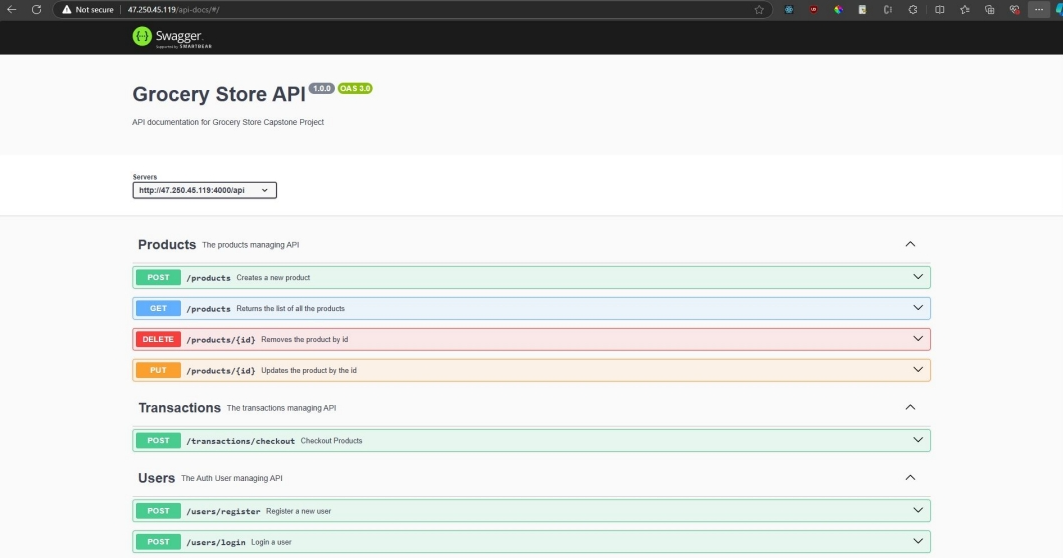 Not secure 47.250.45.119/api-docs/#/
{···} Swagger.
Supported by SMARTBEAR
Grocery Store API 1.0.0 OAS 3.0
API documentation for Grocery Store Capstone Project
Servers
http://47.250.45.119:4000/api
Products The products managing API
POST /products Creates a new product
GET /products Returns the list of all the products
DELETE /products/{id} Removes the product by id
PUT /products/{id} Updates the product by the id
Transactions The transactions managing API
POST /transactions/checkout Checkout Products
Users The Auth User managing API
POST /users/register Register a new user
POST /users/login Login a user